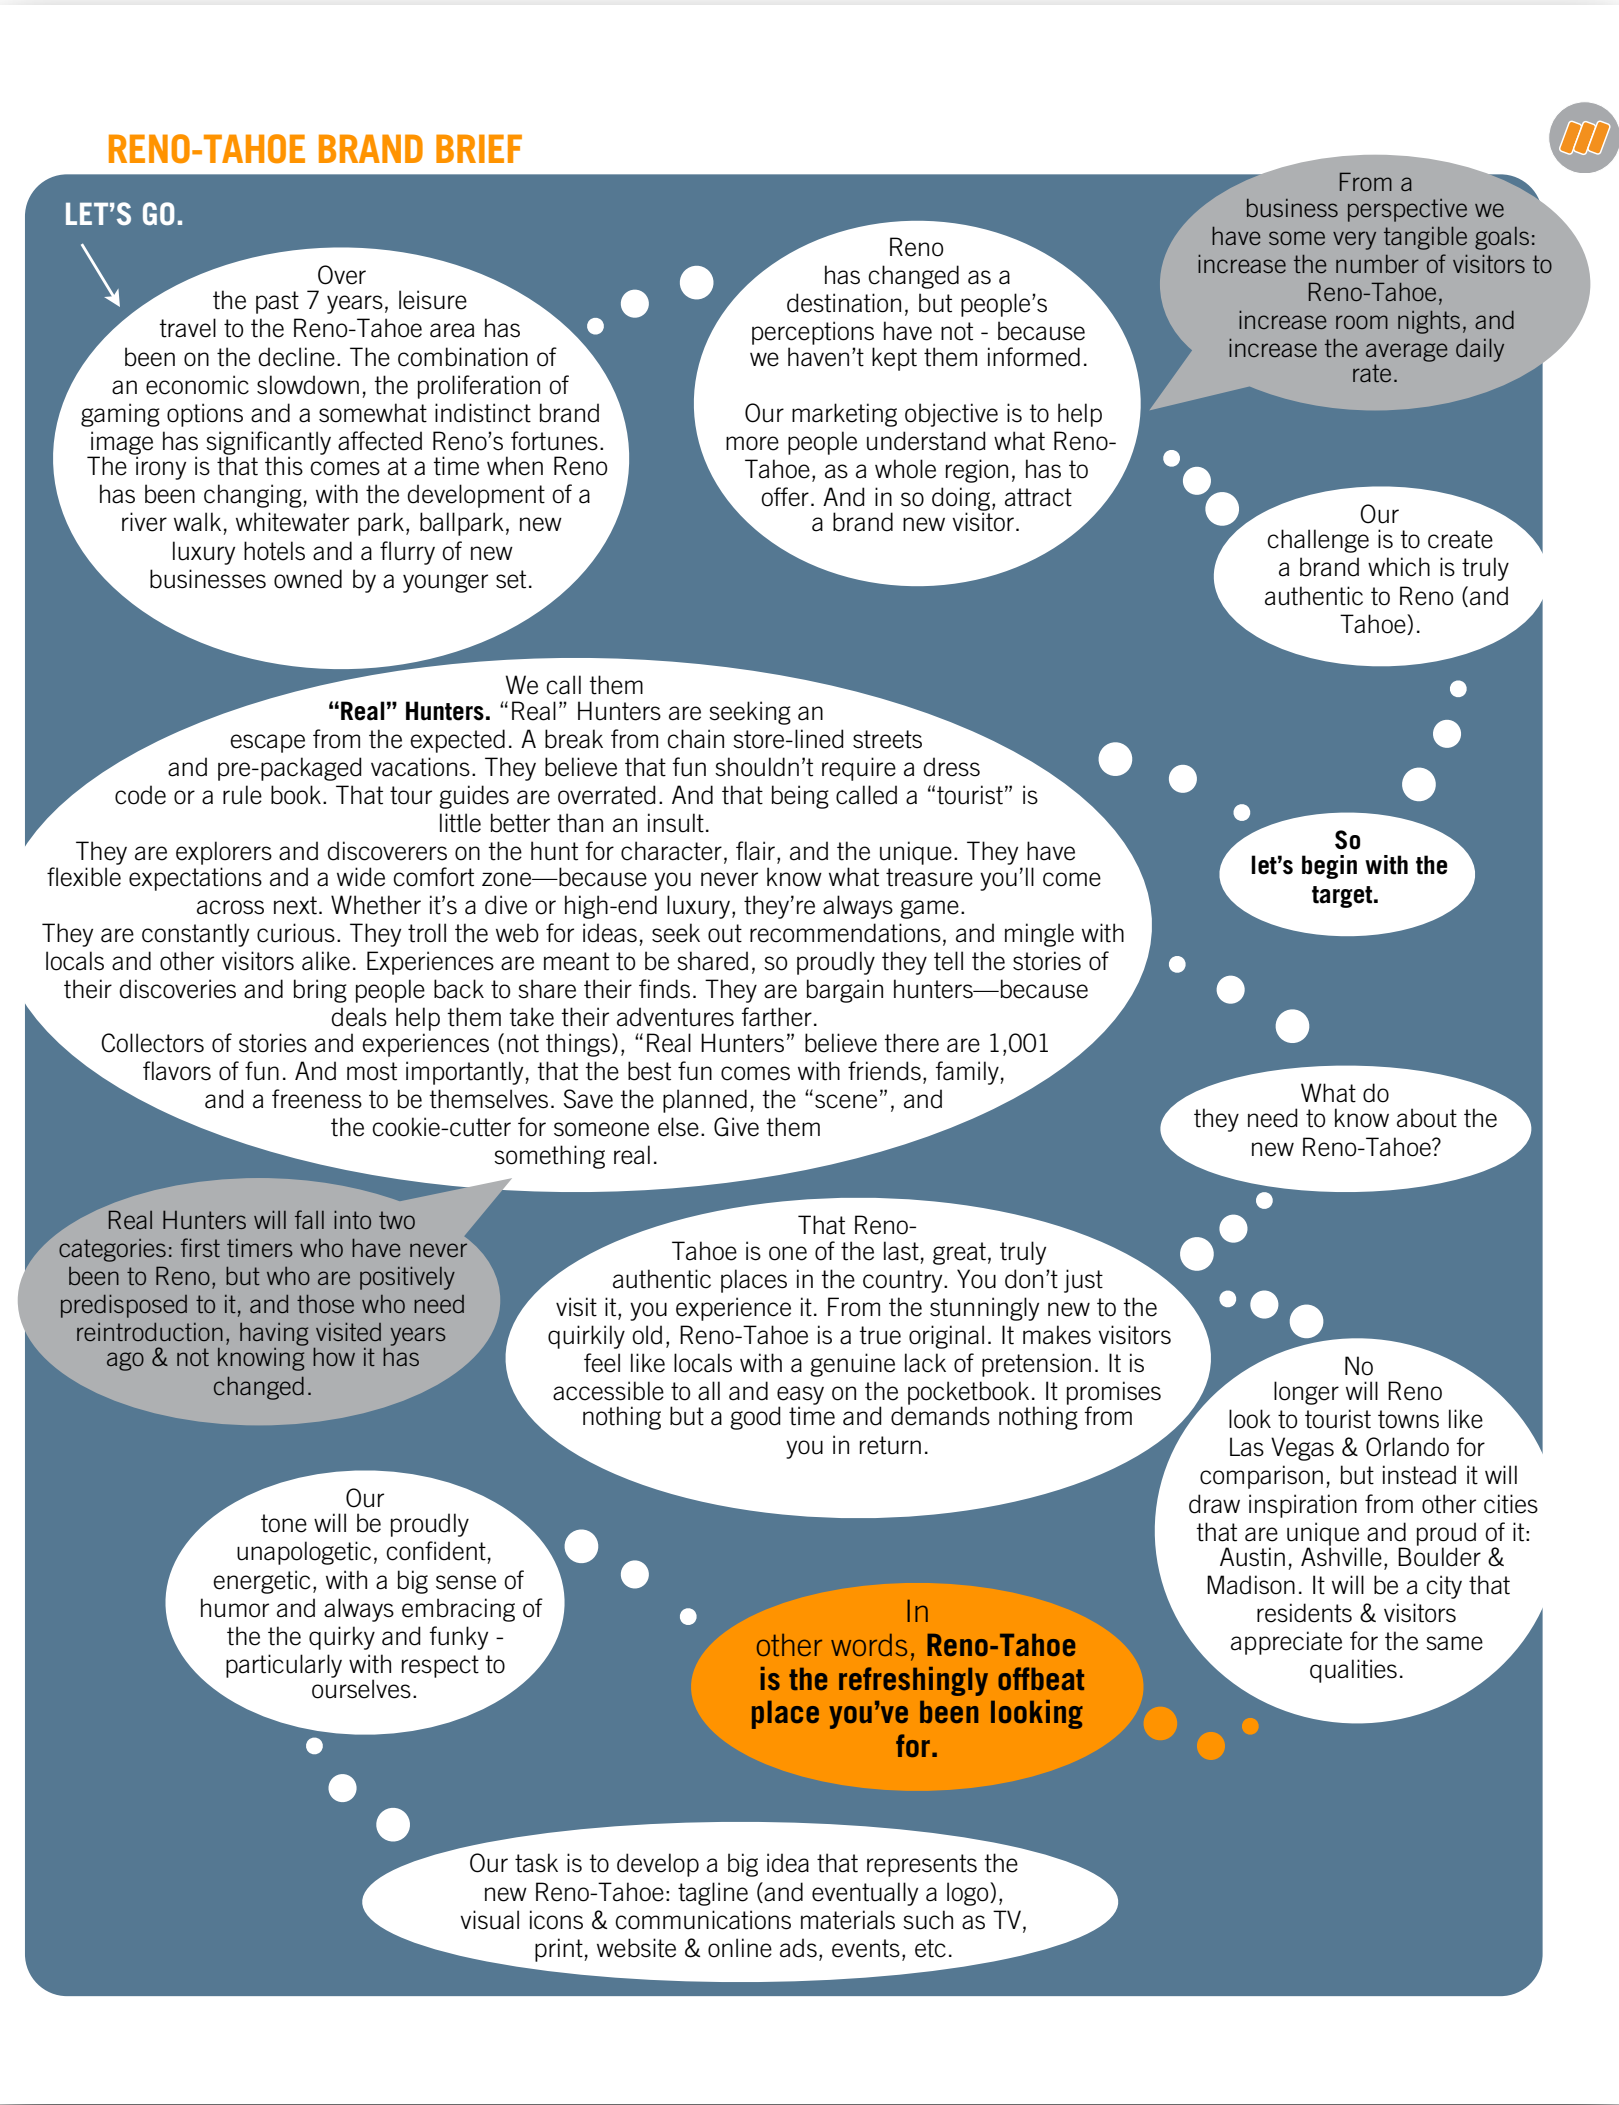 RENO-TAHOE BRAND BRIEF
LET'S GO.
Over
the past 7 years, leisure
travel to the Reno-Tahoe area has
been on the decline. The combination of
an economic slowdown, the proliferation of
gaming options and a somewhat indistinct brand
image has significantly affected Reno's fortunes.
The irony is that this comes at a time when Reno
has been changing, with the development of a
river walk, whitewater park, ballpark, new
luxury hotels and a flurry of new
businesses owned by a younger set.
Reno
has changed as a
destination, but people's
perceptions have not - because
we haven't kept them informed.
Our marketing objective is to help
more people understand what Reno-
Tahoe, as a whole region, has to
offer. And in so doing, attract
a brand new visitor.
From a
business perspective we
have some very tangible goals:
increase the number of visitors to
Reno-Tahoe,
increase room nights, and
increase the average daily
rate.
Our
challenge is to create
a brand which is truly
authentic to Reno (and
Tahoe).
So
let's begin with the
target.
We call them
“Real” Hunters. “Real” Hunters are seeking an
escape from the expected. A break from chain store-lined streets
and pre-packaged vacations. They believe that fun shouldn't require a dress
code or a rule book. That tour guides are overrated. And that being called a “tourist” is
little better than an insult.
They are explorers and discoverers on the hunt for character, flair, and the unique. They have
flexible expectations and a wide comfort zone—because you never know what treasure you'll come
across next. Whether it's a dive or high-end luxury, they're always game.
They are constantly curious. They troll the web for ideas, seek out recommendations, and mingle with
locals and other visitors alike. Experiences are meant to be shared, so proudly they tell the stories of
their discoveries and bring people back to share their finds. They are bargain hunters—because
deals help them take their adventures farther.
Collectors of stories and experiences (not things), “Real Hunters” believe there are 1,001
flavors of fun. And most importantly, that the best fun comes with friends, family,
and a freeness to be themselves. Save the planned, the “scene”, and
the cookie-cutter for someone else. Give them
something real.
Real Hunters will fall into two
categories: first timers who have never
been to Reno, but who are positively
predisposed to it, and those who need
reintroduction, having visited years
ago & not knowing how it has
changed.
What do
they need to know about the
new Reno-Tahoe?
That Reno-
Tahoe is one of the last, great, truly
authentic places in the country. You don't just
visit it, you experience it. From the stunningly new to the
quirkily old, Reno-Tahoe is a true original. It makes visitors
feel like locals with a genuine lack of pretension. It is
accessible to all and easy on the pocketbook. It promises
nothing but a good time and demands nothing from
you in return.
No
longer will Reno
look to tourist towns like
Las Vegas & Orlando for
comparison, but instead it will
draw inspiration from other cities
that are unique and proud of it:
Austin, Ashville, Boulder &
Madison. It will be a city that
residents & visitors
appreciate for the same
qualities.
In
other words, Reno-Tahoe
is the refreshingly offbeat
place you've been looking
for.
Our
tone will be proudly
unapologetic, confident,
energetic, with a big sense of
humor and always embracing of
the the quirky and funky -
particularly with respect to
ourselves.
Our task is to develop a big idea that represents the
new Reno-Tahoe: tagline (and eventually a logo),
visual icons & communications materials such as TV,
print, website & online ads, events, etc.